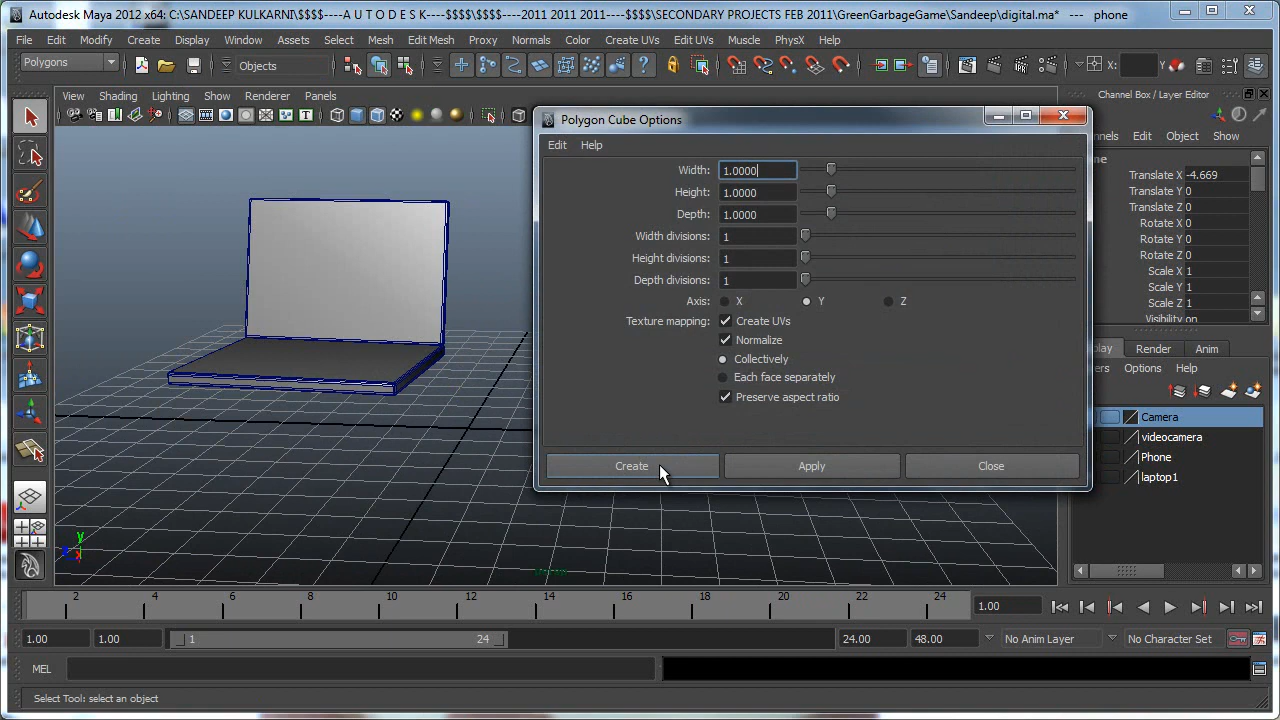 Autodesk Maya 2012 x64: C:\SANDEEP KULKARNI\$$$$----A U T O D E S K----$$$$\$$$$----2011 2011 2011----$$$$\SECONDARY PROJECTS FEB 2011\GreenGarbageGame\Sandeep\digital.ma* --- phone
File Edit Modify Create Display Window Assets Select Mesh Edit Mesh Proxy Normals Color Create UVs Edit UVs Muscle PhysX Help
Polygons Objects
View Shading Lighting Show Renderer Panels
Channel Box / Layer Editor
Polygon Cube Options
Edit Help
Edit Object Show
Width: 1.0000
Height: 1.0000
Depth: 1.0000
Width divisions: 1
Height divisions: 1
Depth divisions: 1
Axis: X Y Z
Texture mapping: Create UVs
Normalize
Collectively
Each face separately
Preserve aspect ratio
Create Apply Close
Translate X -4.669
Translate Y 0
Translate Z 0
Rotate X 0
Rotate Y 0
Rotate Z 0
Scale X 1
Scale Y 1
Scale Z 1
Visibility on
Render Anim
Options Help
Camera
videocamera
Phone
laptop1
y
x
2 4 6 8 10 12 14 16 18 20 22 24
1.00
1.00 1.00 1 24 24.00 48.00 No Anim Layer No Character Set
MEL
Select Tool: select an object